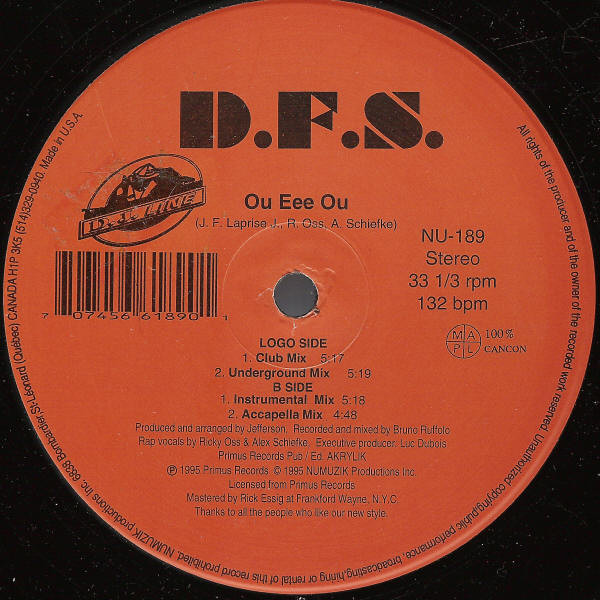 D.F.S.
DXR LINE
Ou Eee Ou
(J. F. Laprise J., R. Oss, A. Schiefke)
NU-189
Stereo
33 1/3 rpm
132 bpm
7 07456 61890 1
M A P L
100%
CANCON
LOGO SIDE
1. Club Mix 5:17
2. Underground Mix 5:19
B SIDE
1. Instrumental Mix 5:18
2. Accapella Mix 4:48
Produced and arranged by Jefferson. Recorded and mixed by Bruno Ruffolo
Rap vocals by Ricky Oss & Alex Schiefke. Executive producer: Luc Dubois
Primus Records Pub / Ed. AKRYLIK
Ⓟ 1995 Primus Records © 1995 NUMUZIK Productions Inc.
Licensed from Primus Records
Mastered by Rick Essig at Frankford Wayne, N.Y.C.
Thanks to all the people who like our new style.
All rights of the producer and of the owner of the recorded work reserved. Unauthorized copying, public performance, broadcasting, hiring or rental of this record prohibited. NUMUZIK productions Inc. 6838 Bombardier, St-Léonard (Québec) CANADA H1P 3K5 (514)329-0940. Made in U.S.A.